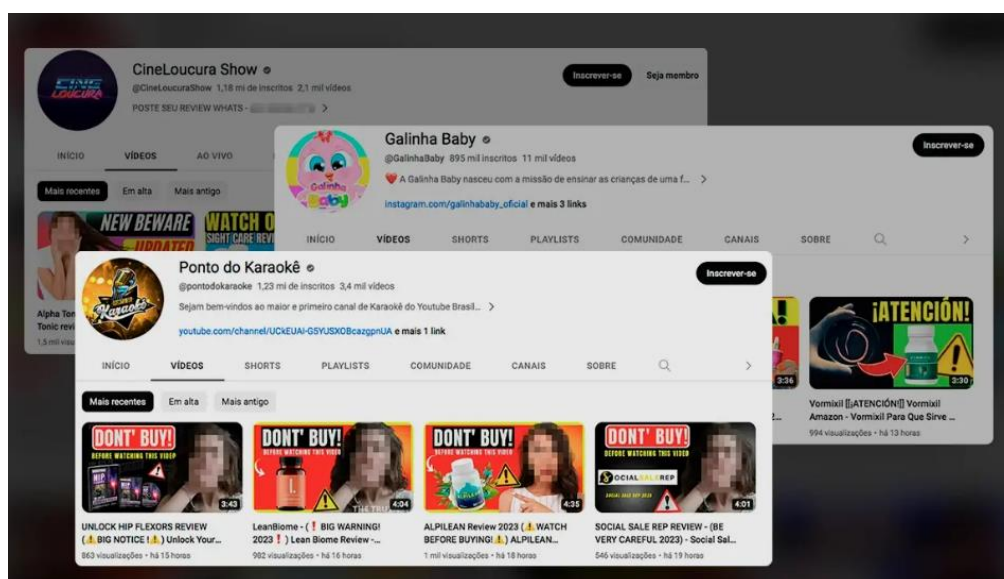 CineLoucura Show
@CineLoucuraShow 1,18 mi de inscritos 2,1 mil vídeos
POSTE SEU REVIEW WHATS -
Inscrever-se
Seja membro
INÍCIO VÍDEOS AO VIVO
Mais recentes Em alta Mais antigo
NEW BEWARE
UPDATED
WATCH O
SIGHT CARE REVI
Alpha Ton
Tonic revi
1,5 mil visu
Galinha Baby
@GalinhaBaby 895 mil inscritos 11 mil vídeos
A Galinha Baby nasceu com a missão de ensinar as crianças de uma f...
instagram.com/galinhababy_oficial e mais 3 links
Inscrever-se
Galinha
Baby
INÍCIO VÍDEOS SHORTS PLAYLISTS COMUNIDADE CANAIS SOBRE
3:36
¡ATENCIÓN!
3:30
Vormixil [[¡ATENCIÓN!]] Vormixil
Amazon - Vormixil Para Que Sirve ...
994 visualizações • há 13 horas
Ponto do Karaokê
@pontodokaraoke 1,23 mi de inscritos 3,4 mil vídeos
Sejam bem-vindos ao maior e primeiro canal de Karaokê do Youtube Brasil...
youtube.com/channel/UCkEUAI-G5YUSXOBcazgpnUA e mais 1 link
Inscrever-se
Karaokê
INÍCIO VÍDEOS SHORTS PLAYLISTS COMUNIDADE CANAIS SOBRE
Mais recentes Em alta Mais antigo
DONT' BUY!
BEFORE WATCHING THIS VIDEO
3:43
UNLOCK HIP FLEXORS REVIEW
(⚠️BIG NOTICE !⚠️) Unlock Your...
863 visualizações • há 15 horas
DONT' BUY!
BEFORE WATCHING THIS VIDEO
4:04
LeanBiome - (❗ BIG WARNING!
2023 ❗) Lean Biome Review -...
982 visualizações • há 16 horas
DONT' BUY!
BEFORE WATCHING THIS VIDEO
4:35
ALPILEAN Review 2023 (⚠️WATCH
BEFORE BUYING!⚠️) ALPILEAN...
1 mil visualizações • há 18 horas
DONT' BUY!
BEFORE WATCHING THIS VIDEO
SOCIAL SALE REP
SOCIAL SALE REP 2023
4:01
SOCIAL SALE REP REVIEW - (BE
VERY CAREFUL 2023) - Social Sal...
546 visualizações • há 19 horas